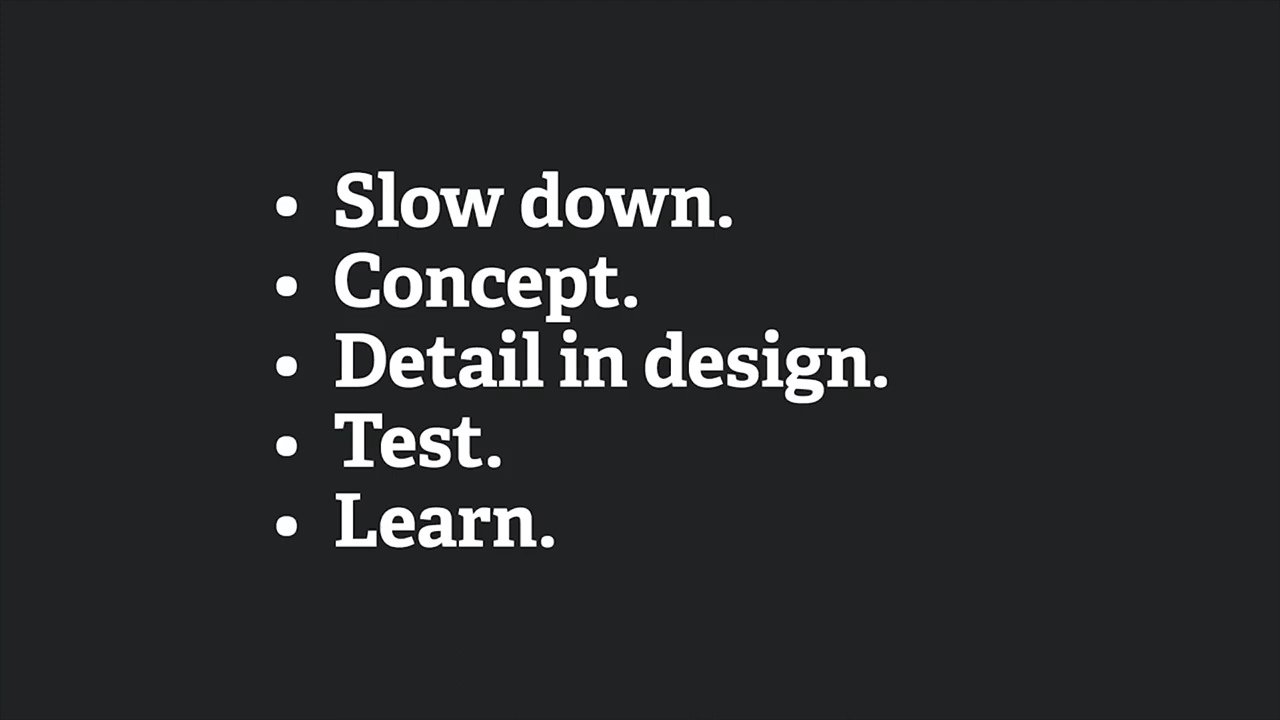 • Slow down.
• Concept.
• Detail in design.
• Test.
• Learn.